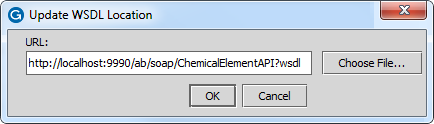 Update WSDL Location
URL:
http://localhost:9990/ab/soap/ChemicalElementAPI?wsdl
Choose File...
OK
Cancel